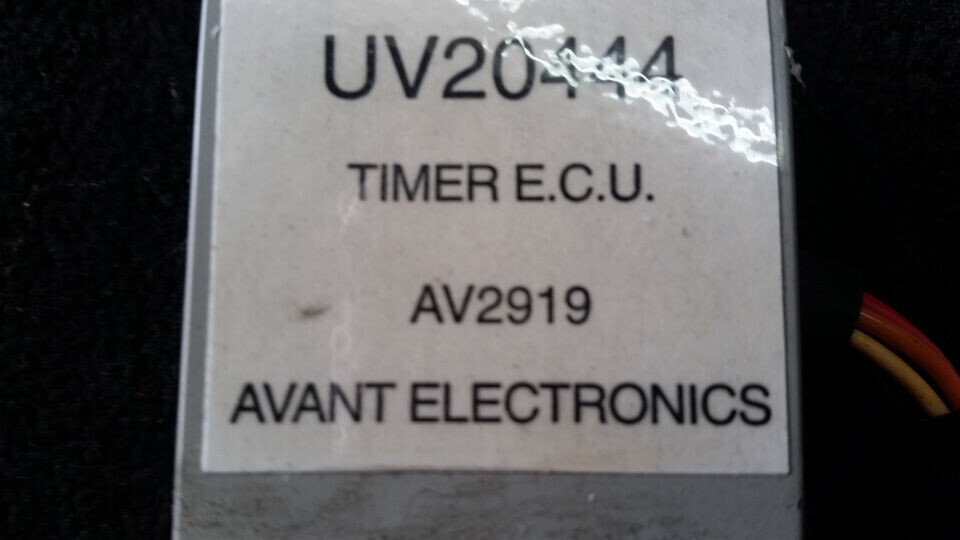 UV20444
TIMER E.C.U.
AV2919
AVANT ELECTRONICS